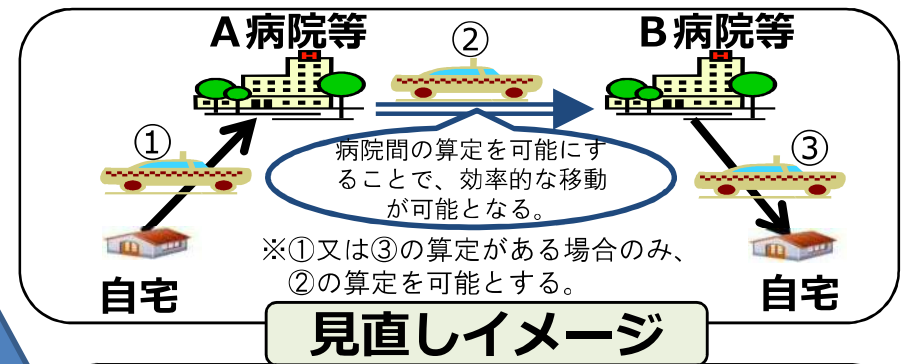 A病院等
②
B病院等
①
③
病院間の算定を可能にす
ることで、効率的な移動
が可能となる。
※①又は③の算定がある場合のみ、
②の算定を可能とする。
自宅
自宅
見直しイメージ